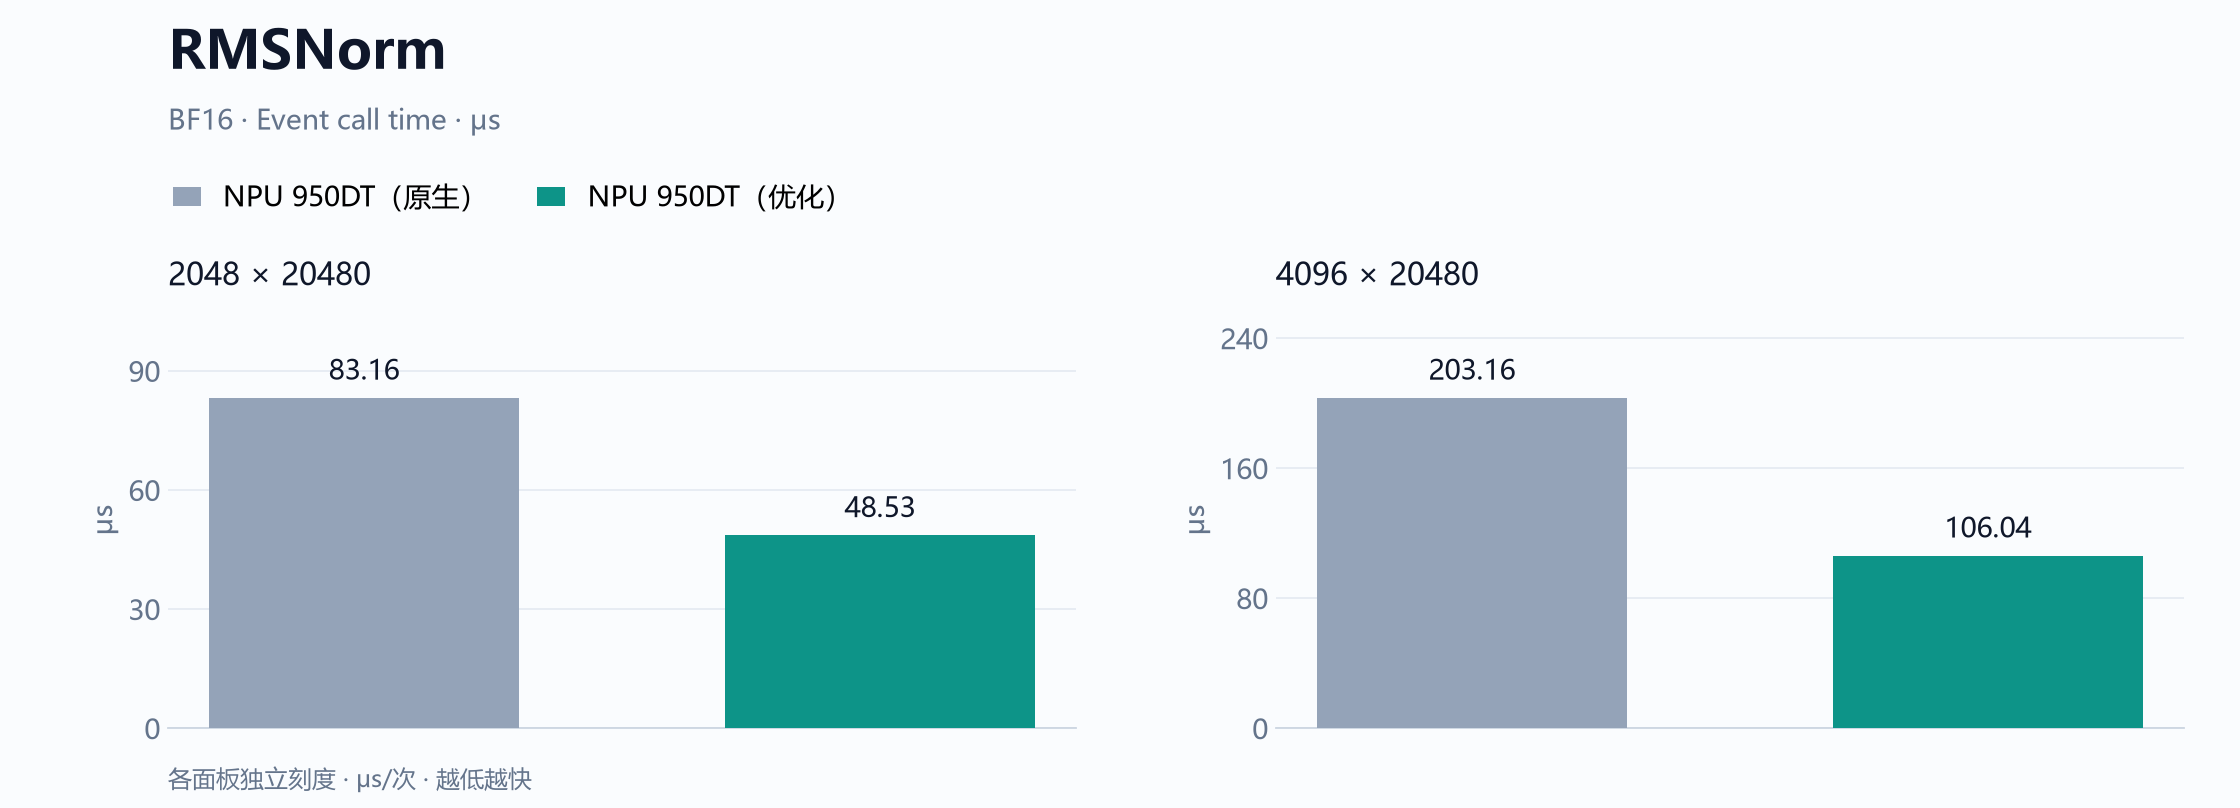 RMSNorm
BF16 · Event call time · µs
NPU 950DT（原生） NPU 950DT（优化）
2048 × 20480
90
60
30
0
µs
83.16
48.53
4096 × 20480
240
160
80
0
µs
203.16
106.04
各面板独立刻度 · µs/次 · 越低越快